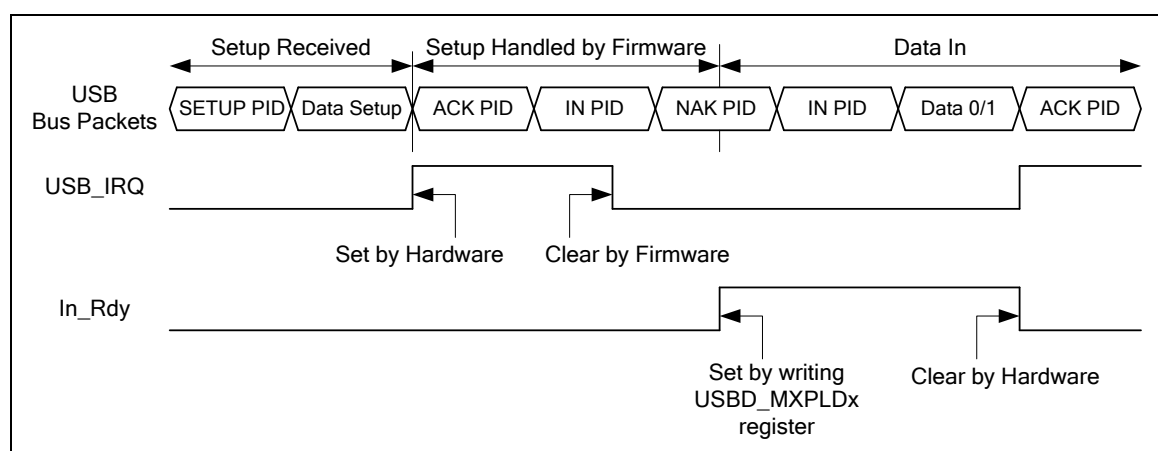 Setup Received
Setup Handled by Firmware
Data In
USB
Bus Packets
SETUP PID
Data Setup
ACK PID
IN PID
NAK PID
IN PID
Data 0/1
ACK PID
USB_IRQ
Set by Hardware
Clear by Firmware
In_Rdy
Set by writing
USBD_MXPLDx
register
Clear by Hardware